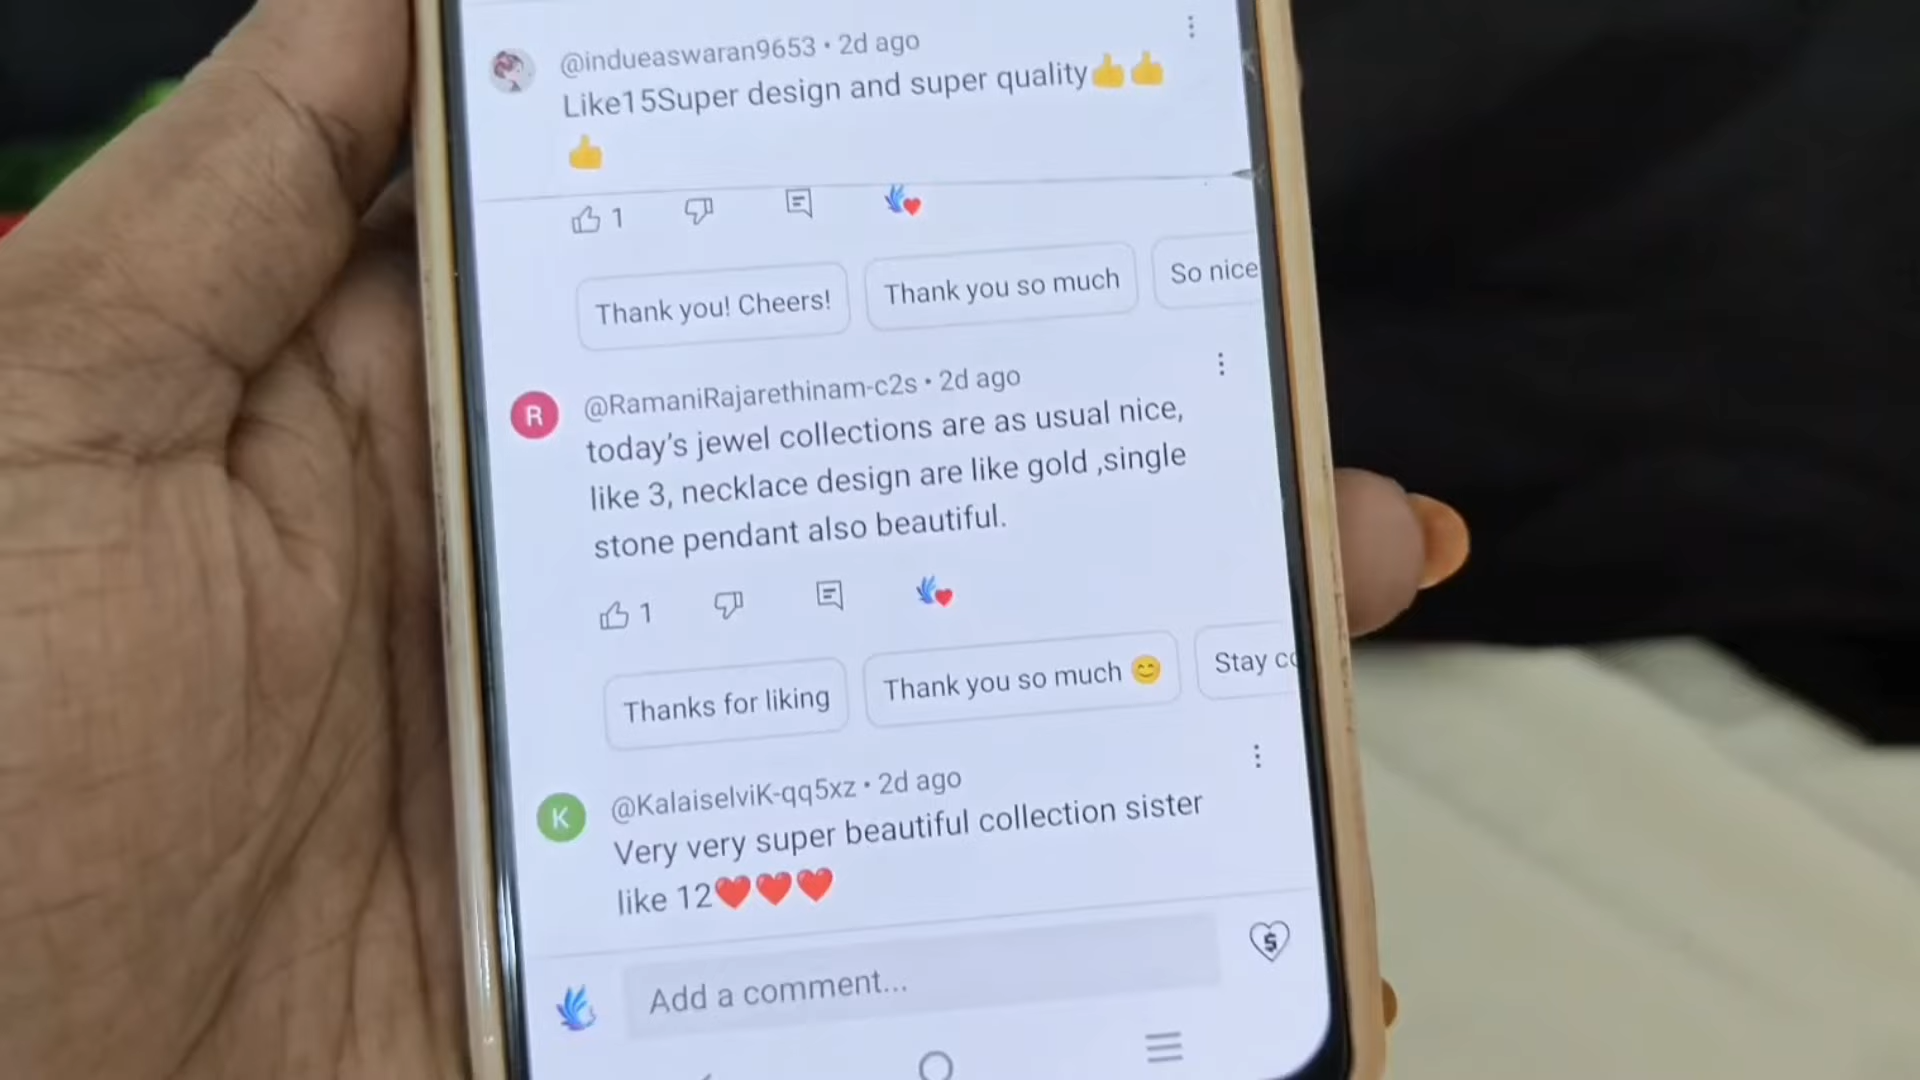 @indueaswaran9653 • 2d ago
Like15Super design and super quality👍👍
👍
1
Thank you! Cheers!
Thank you so much
So nice
R
@RamaniRajarethinam-c2s • 2d ago
today's jewel collections are as usual nice,
like 3, necklace design are like gold ,single
stone pendant also beautiful.
1
Thanks for liking
Thank you so much 😊
Stay
K
@KalaiselviK-qq5xz • 2d ago
Very very super beautiful collection sister
like 12❤️❤️❤️
Add a comment...
$